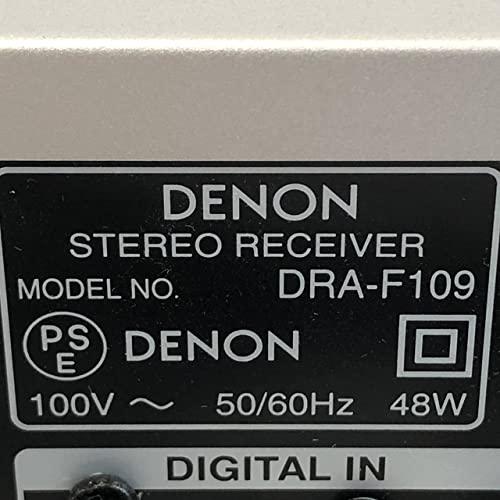 DENON
STEREO RECEIVER
MODEL NO. DRA-F109
PS E DENON
100V ~ 50/60Hz 48W
DIGITAL IN